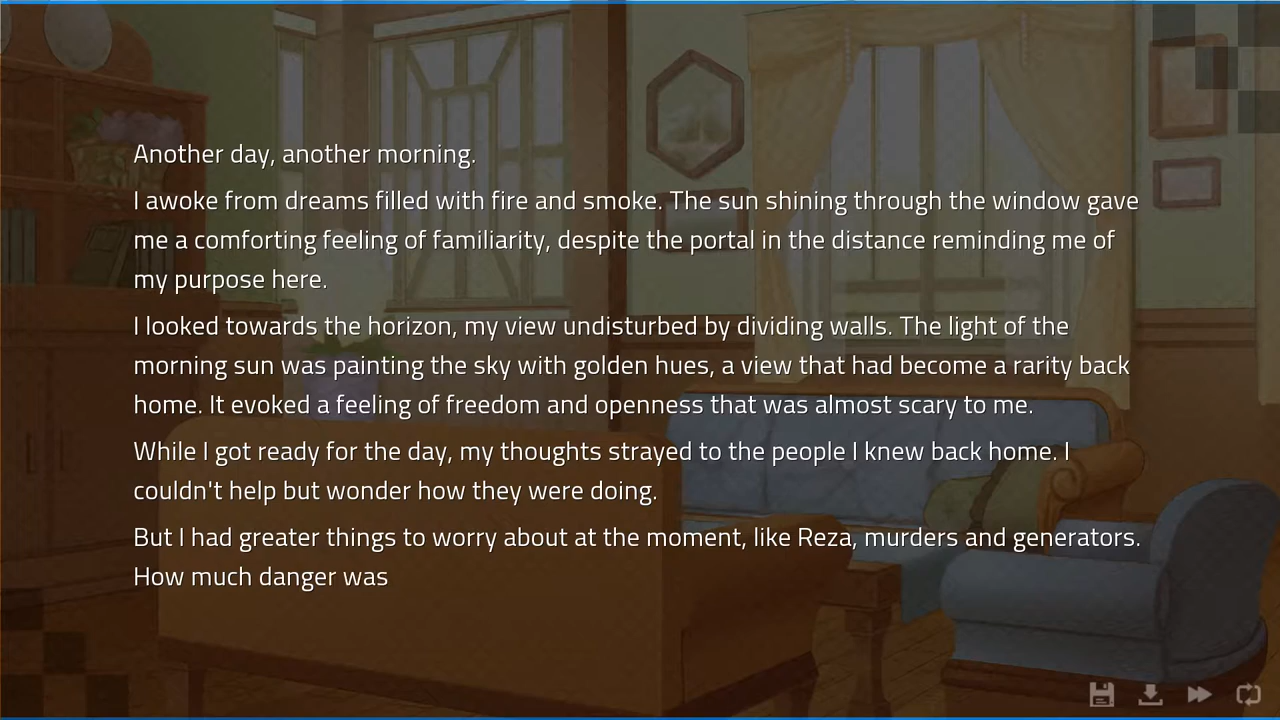 Another day, another morning.
I awoke from dreams filled with fire and smoke. The sun shining through the window gave
me a comforting feeling of familiarity, despite the portal in the distance reminding me of
my purpose here.
I looked towards the horizon, my view undisturbed by dividing walls. The light of the
morning sun was painting the sky with golden hues, a view that had become a rarity back
home. It evoked a feeling of freedom and openness that was almost scary to me.
While I got ready for the day, my thoughts strayed to the people I knew back home. I
couldn't help but wonder how they were doing.
But I had greater things to worry about at the moment, like Reza, murders and generators.
How much danger was